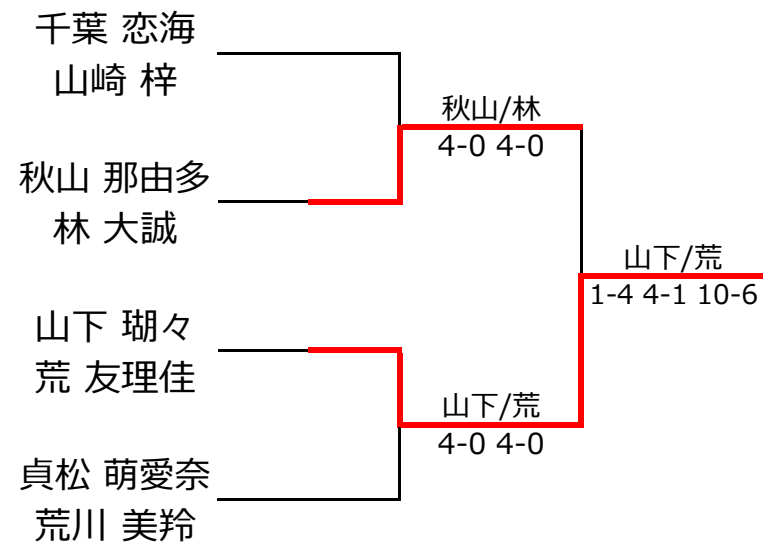 千葉 恋海
山崎 梓
秋山/林
4-0 4-0
秋山 那由多
林 大誠
山下/荒
1-4 4-1 10-6
山下 瑚々
荒 友理佳
山下/荒
4-0 4-0
貞松 萌愛奈
荒川 美羚